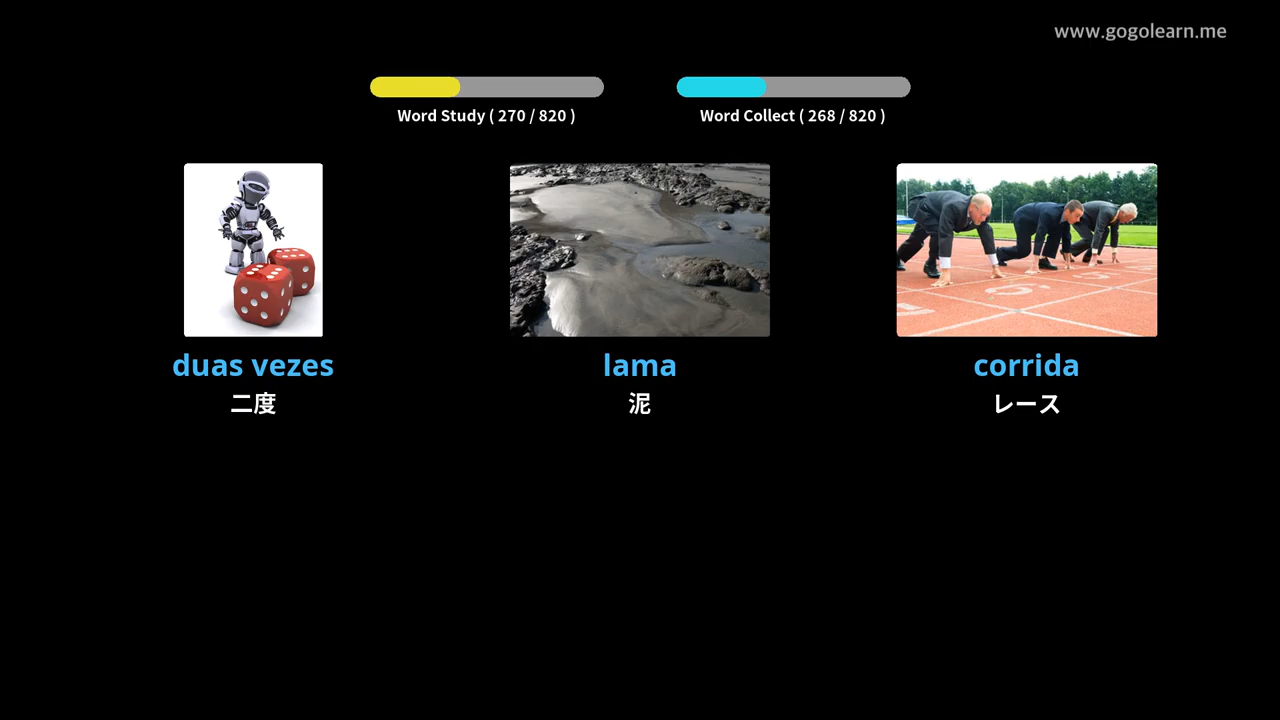 www.gogolearn.me
Word Study ( 270 / 820 )
Word Collect ( 268 / 820 )
duas vezes
二度
lama
泥
corrida
レース